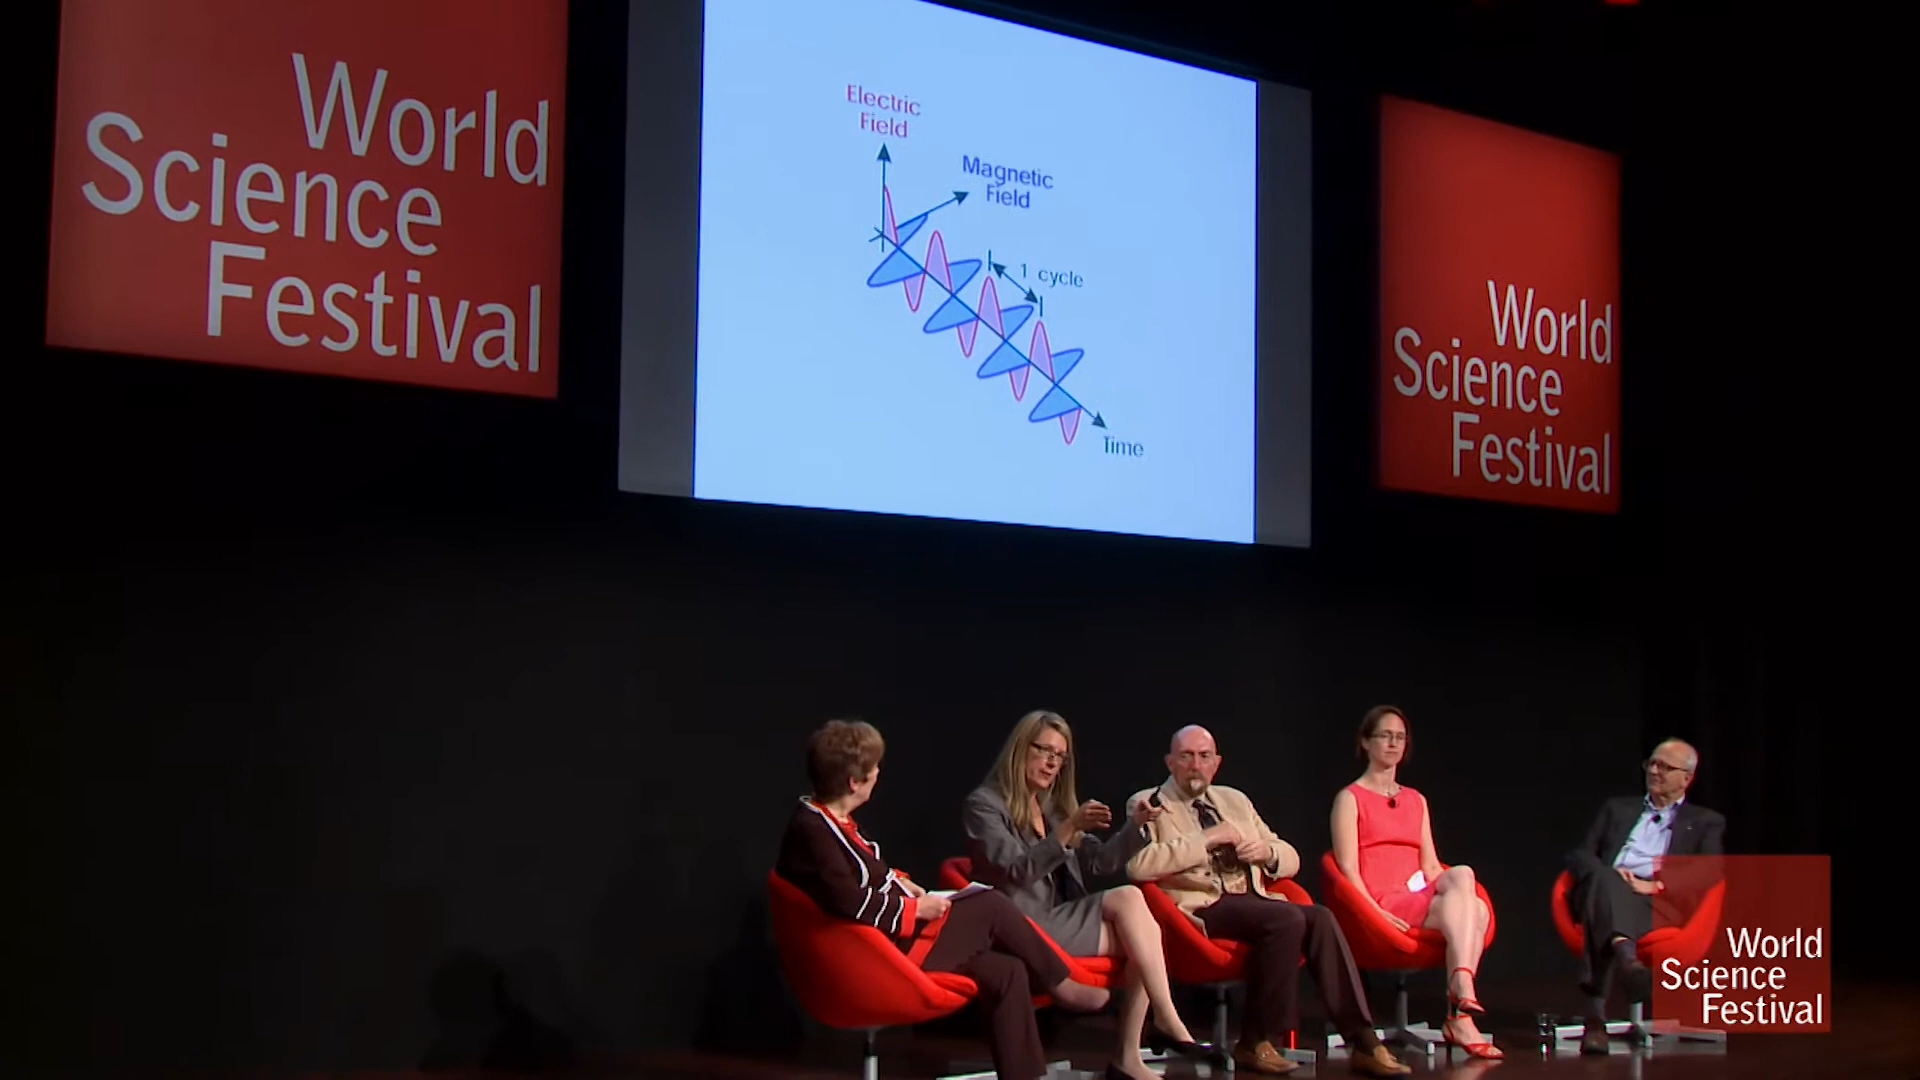 World
Science
Festival
Electric
Field
Magnetic
Field
1 cycle
Time
World
Science
Festival
World
Science
Festival